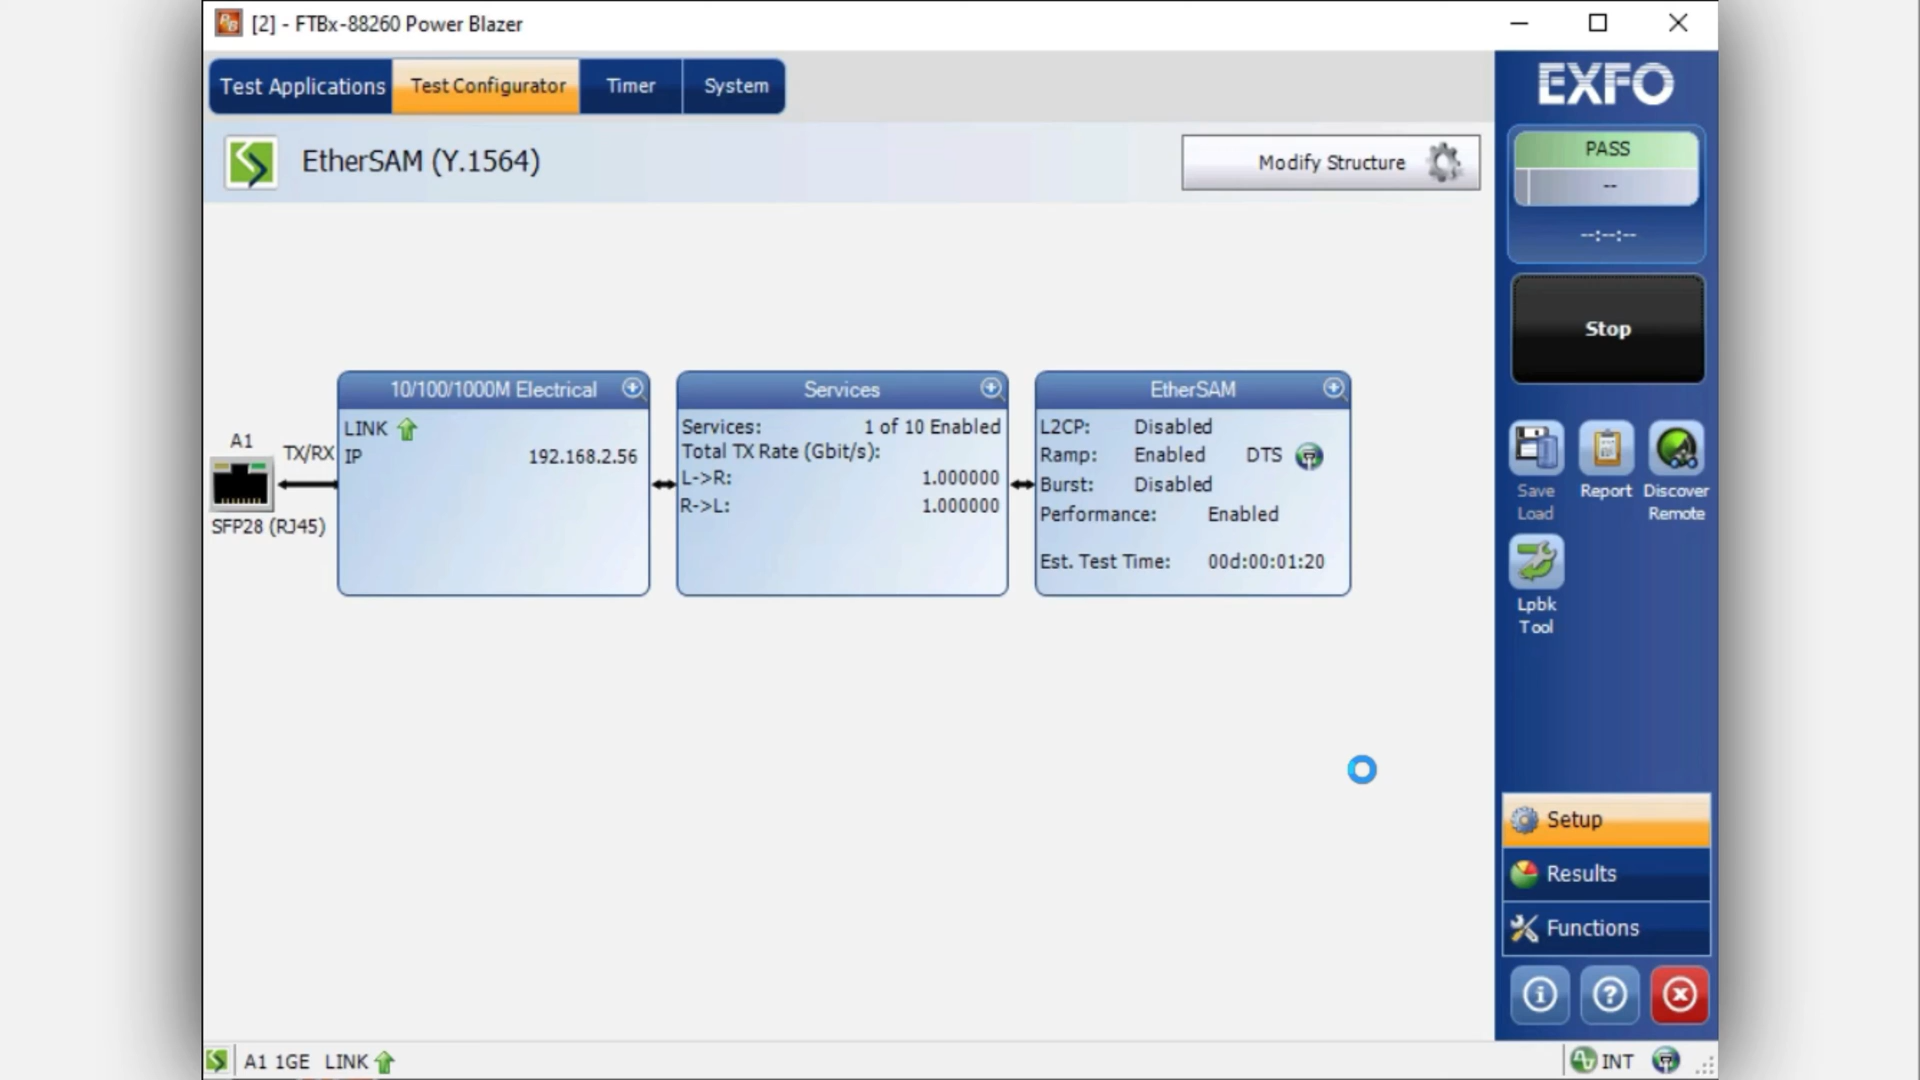 [2] - FTBx-88260 Power Blazer
Test Applications
Test Configurator
Timer
System
EXFO
EtherSAM (Y.1564)
Modify Structure
PASS
--
--:--:--
Stop
10/100/1000M Electrical
LINK
IP 192.168.2.56
A1
TX/RX
SFP28 (RJ45)
Services
Services: 1 of 10 Enabled
Total TX Rate (Gbit/s):
L->R: 1.000000
R->L: 1.000000
EtherSAM
L2CP: Disabled
Ramp: Enabled DTS
Burst: Disabled
Performance: Enabled
Est. Test Time: 00d:00:01:20
Save
Load
Report
Discover
Remote
Lpbk
Tool
Setup
Results
Functions
A1 1GE LINK
INT